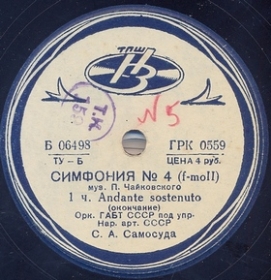 ТПШ
НЗ
Т.К.
158
N 5
Б 06498
ГРК 0559
ТУ — Б
ЦЕНА 4 руб.
СИМФОНИЯ № 4 (f-moll)
муз. П. Чайковского
1 ч. Andante sostenuto
(окончание)
Орк. ГАБТ СССР под упр.
Нар. арт. СССР
С. А. Самосуда